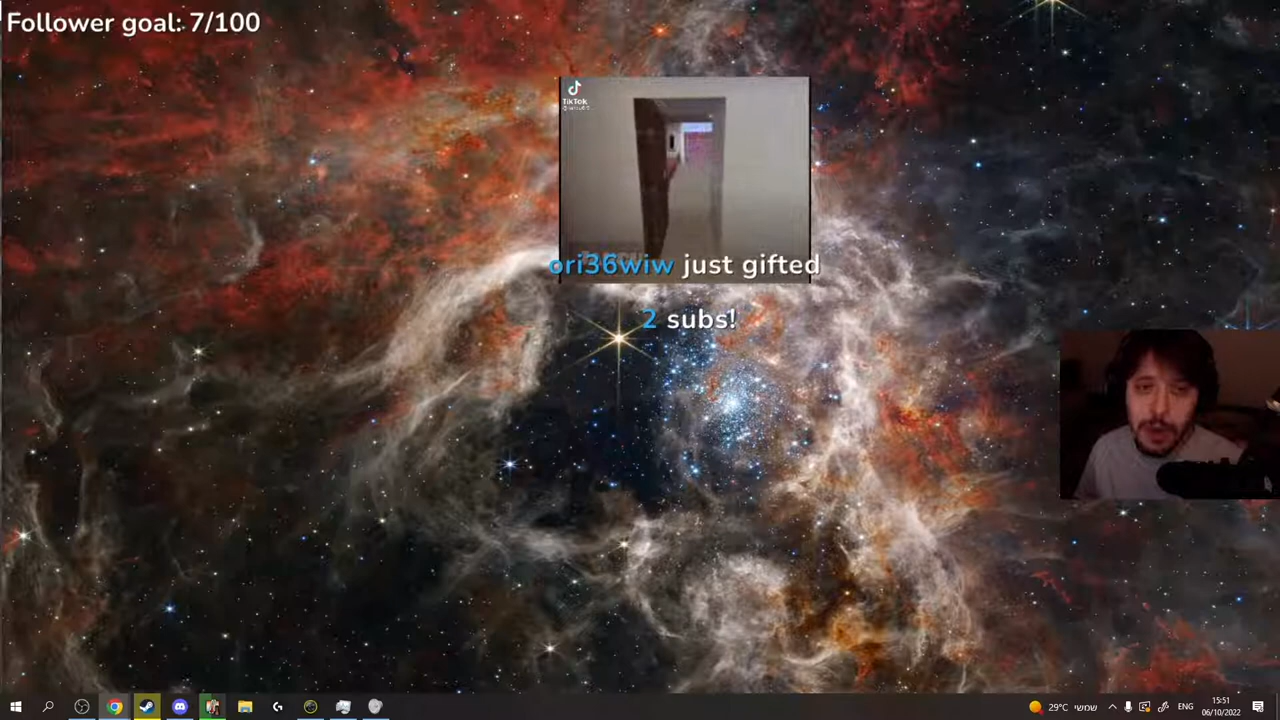 Follower goal: 7/100
TikTok
ori36wiw just gifted
2 subs!
29°C שמשי
ENG
15:51
06/10/2022